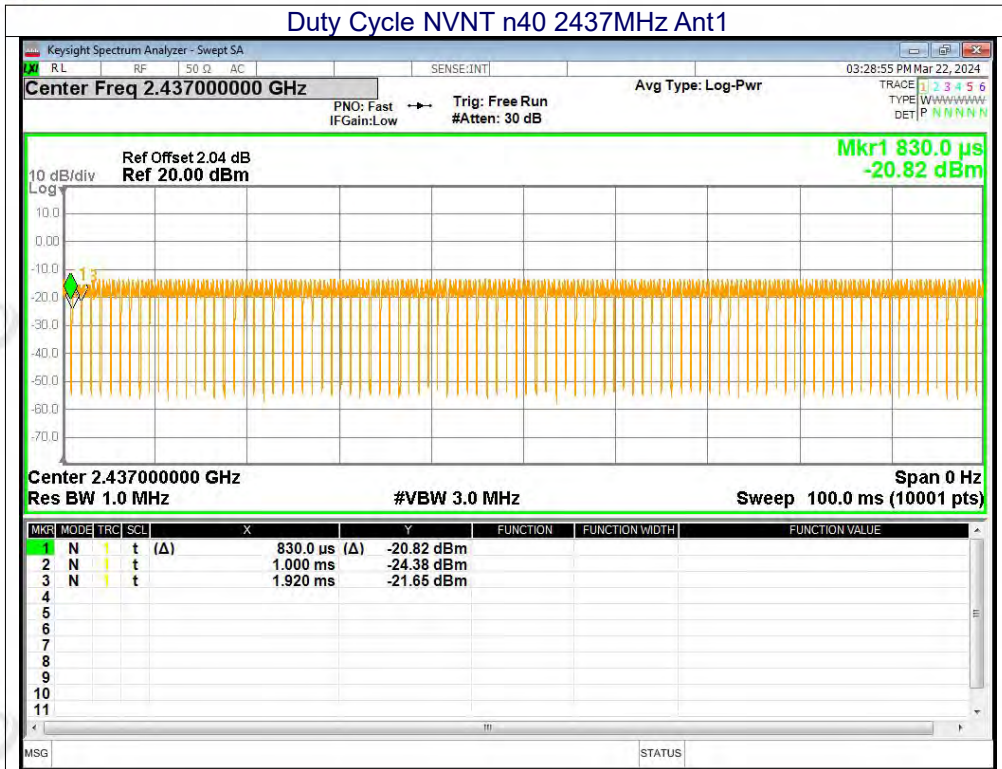 Duty Cycle NVNT n40 2437MHz Ant1
Keysight Spectrum Analyzer - Swept SA
LXI RL RF 50 Ω AC SENSE:INT 03:28:55 PM Mar 22, 2024
Center Freq 2.437000000 GHz
PNO: Fast
IFGain:Low
Trig: Free Run
#Atten: 30 dB
Avg Type: Log-Pwr
TRACE 1 2 3 4 5 6
TYPE WWWWWWW
DET P N N N N N
Mkr1 830.0 µs
-20.82 dBm
Ref Offset 2.04 dB
10 dB/div Ref 20.00 dBm
Log
10.0
0.00
-10.0
-20.0
-30.0
-40.0
-50.0
-60.0
-70.0
1 3
Center 2.437000000 GHz Span 0 Hz
Res BW 1.0 MHz #VBW 3.0 MHz Sweep 100.0 ms (10001 pts)
MKR MODE TRC SCL X Y FUNCTION FUNCTION WIDTH FUNCTION VALUE
1 N 1 t (Δ) 830.0 µs (Δ) -20.82 dBm
2 N 1 t 1.000 ms -24.38 dBm
3 N 1 t 1.920 ms -21.65 dBm
4
5
6
7
8
9
10
11
MSG STATUS